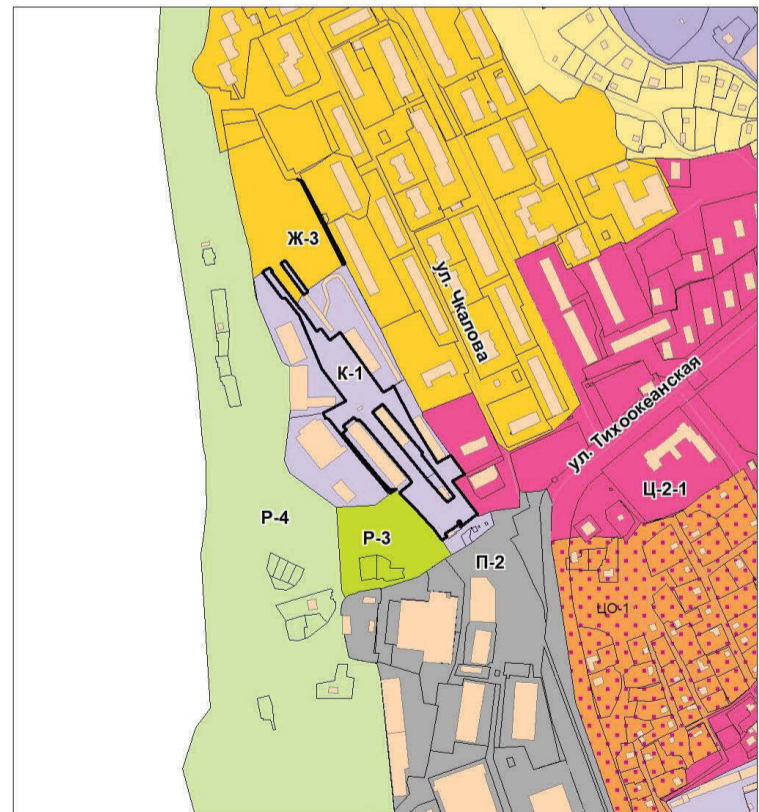 Ж-3
ул. Чкалова
К-1
ул. Тихоокеанская
Ц-2-1
Р-4
Р-3
П-2
ЦО-1